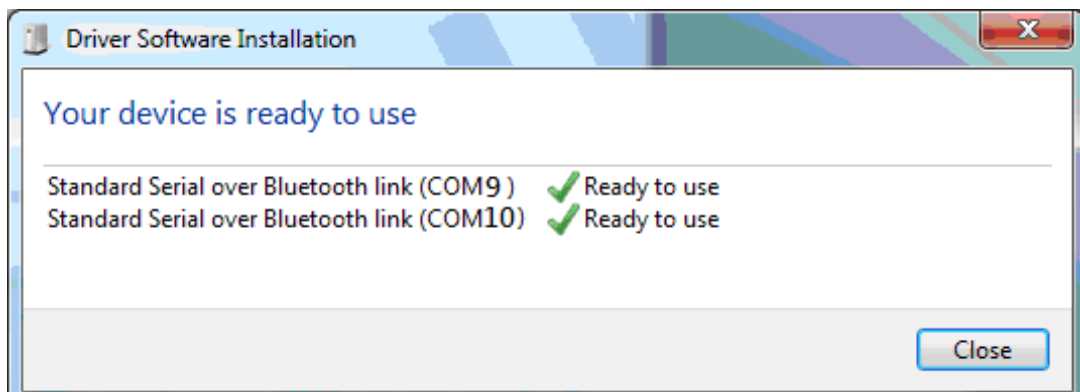 Driver Software Installation
Your device is ready to use
Standard Serial over Bluetooth link (COM9 ) Ready to use
Standard Serial over Bluetooth link (COM10) Ready to use
Close